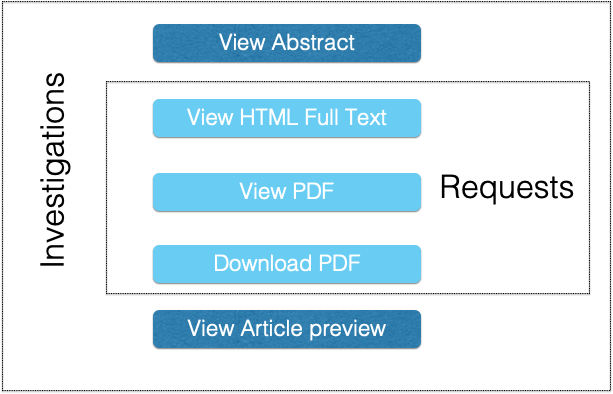 View Abstract
Investigations
View HTML Full Text
View PDF
Requests
Download PDF
View Article preview